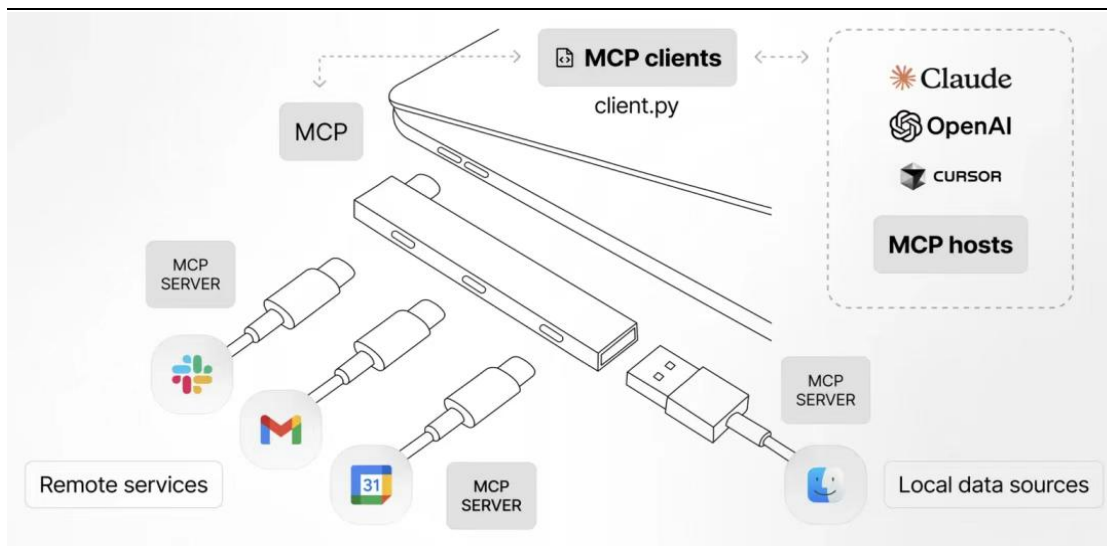 MCP clients
client.py
MCP
Claude
OpenAI
CURSOR
MCP hosts
MCP
SERVER
MCP
SERVER
31
MCP
SERVER
Remote services
Local data sources